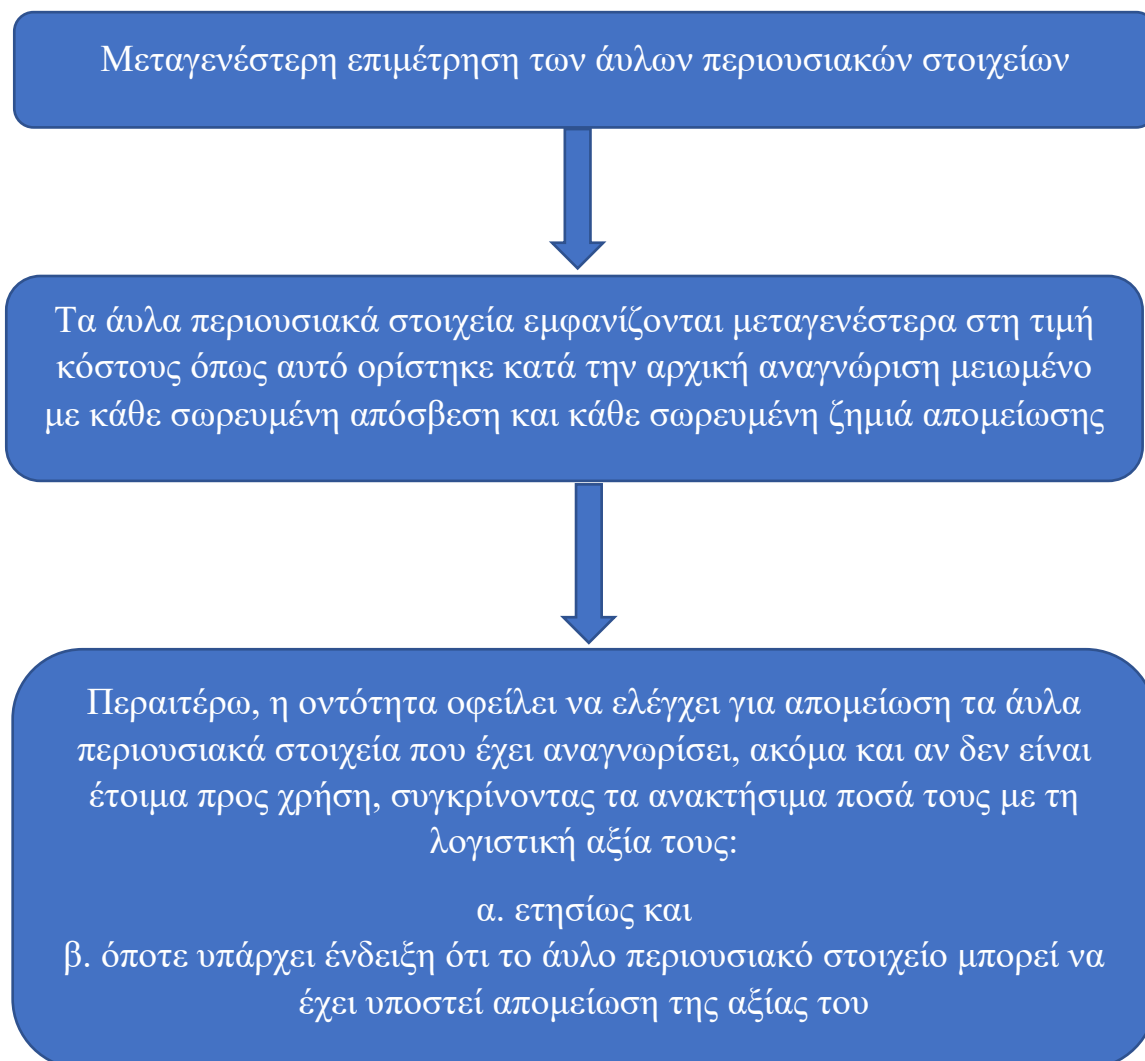 Μεταγενέστερη επιμέτρηση των άυλων περιουσιακών στοιχείων
Τα άυλα περιουσιακά στοιχεία εμφανίζονται μεταγενέστερα στη τιμή
κόστους όπως αυτό ορίστηκε κατά την αρχική αναγνώριση μειωμένο
με κάθε σωρευμένη απόσβεση και κάθε σωρευμένη ζημιά απομείωσης
Περαιτέρω, η οντότητα οφείλει να ελέγχει για απομείωση τα άυλα
περιουσιακά στοιχεία που έχει αναγνωρίσει, ακόμα και αν δεν είναι
έτοιμα προς χρήση, συγκρίνοντας τα ανακτήσιμα ποσά τους με τη
λογιστική αξία τους:
α. ετησίως και
β. όποτε υπάρχει ένδειξη ότι το άυλο περιουσιακό στοιχείο μπορεί να
έχει υποστεί απομείωση της αξίας του